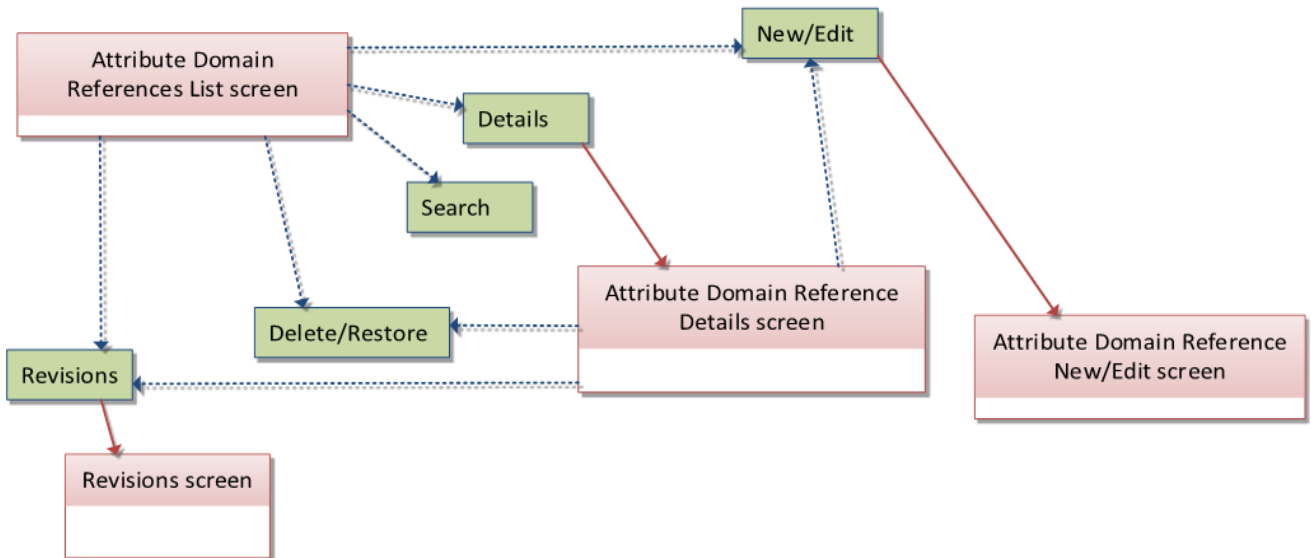 New/Edit
Attribute Domain
References List screen
Details
Search
Attribute Domain Reference
Details screen
Delete/Restore
Attribute Domain Reference
New/Edit screen
Revisions
Revisions screen